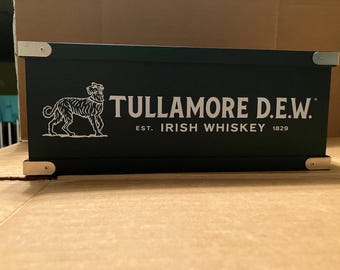 TULLAMORE D.E.W.®
EST. IRISH WHISKEY 1829